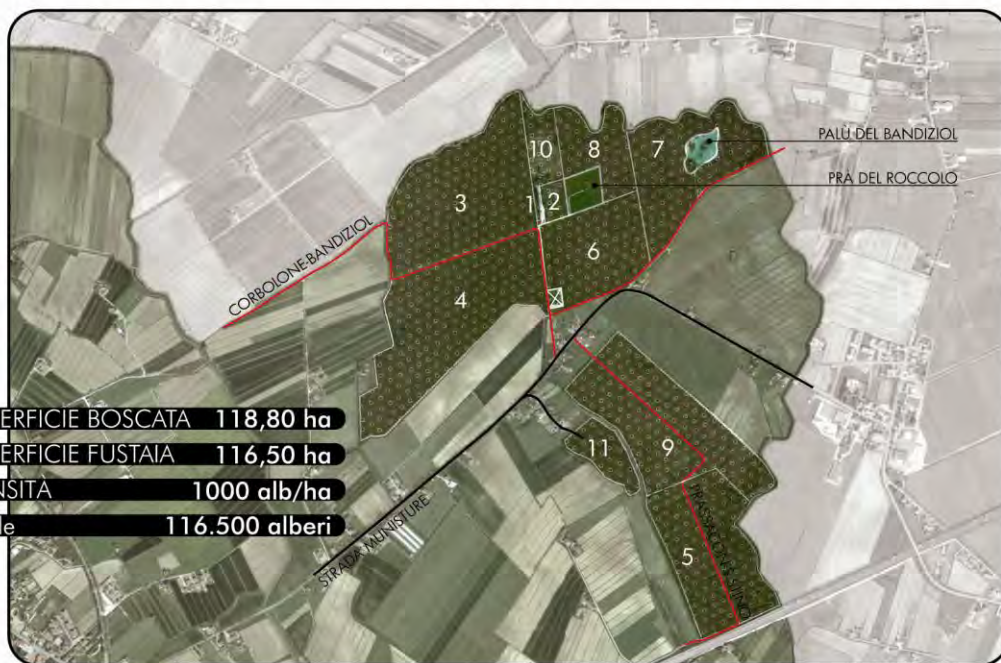 PALÙ DEL BANDIZIOL
10
8
7
PRA DEL ROCCOLO
3
1
2
CORBOLONE-BANDIZIOL
6
4
ERFICIE BOSCATA 118,80 ha
ERFICIE FUSTAIA 116,50 ha
NSITÀ 1000 alb/ha
le 116.500 alberi
11
9
STRADA MUNISTURE
5